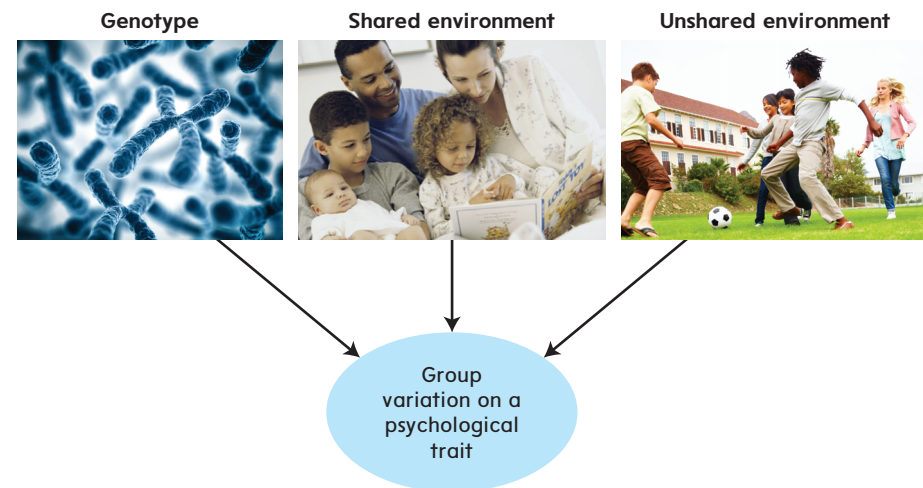 Genotype
Shared environment
Unshared environment
Group
variation on a
psychological
trait